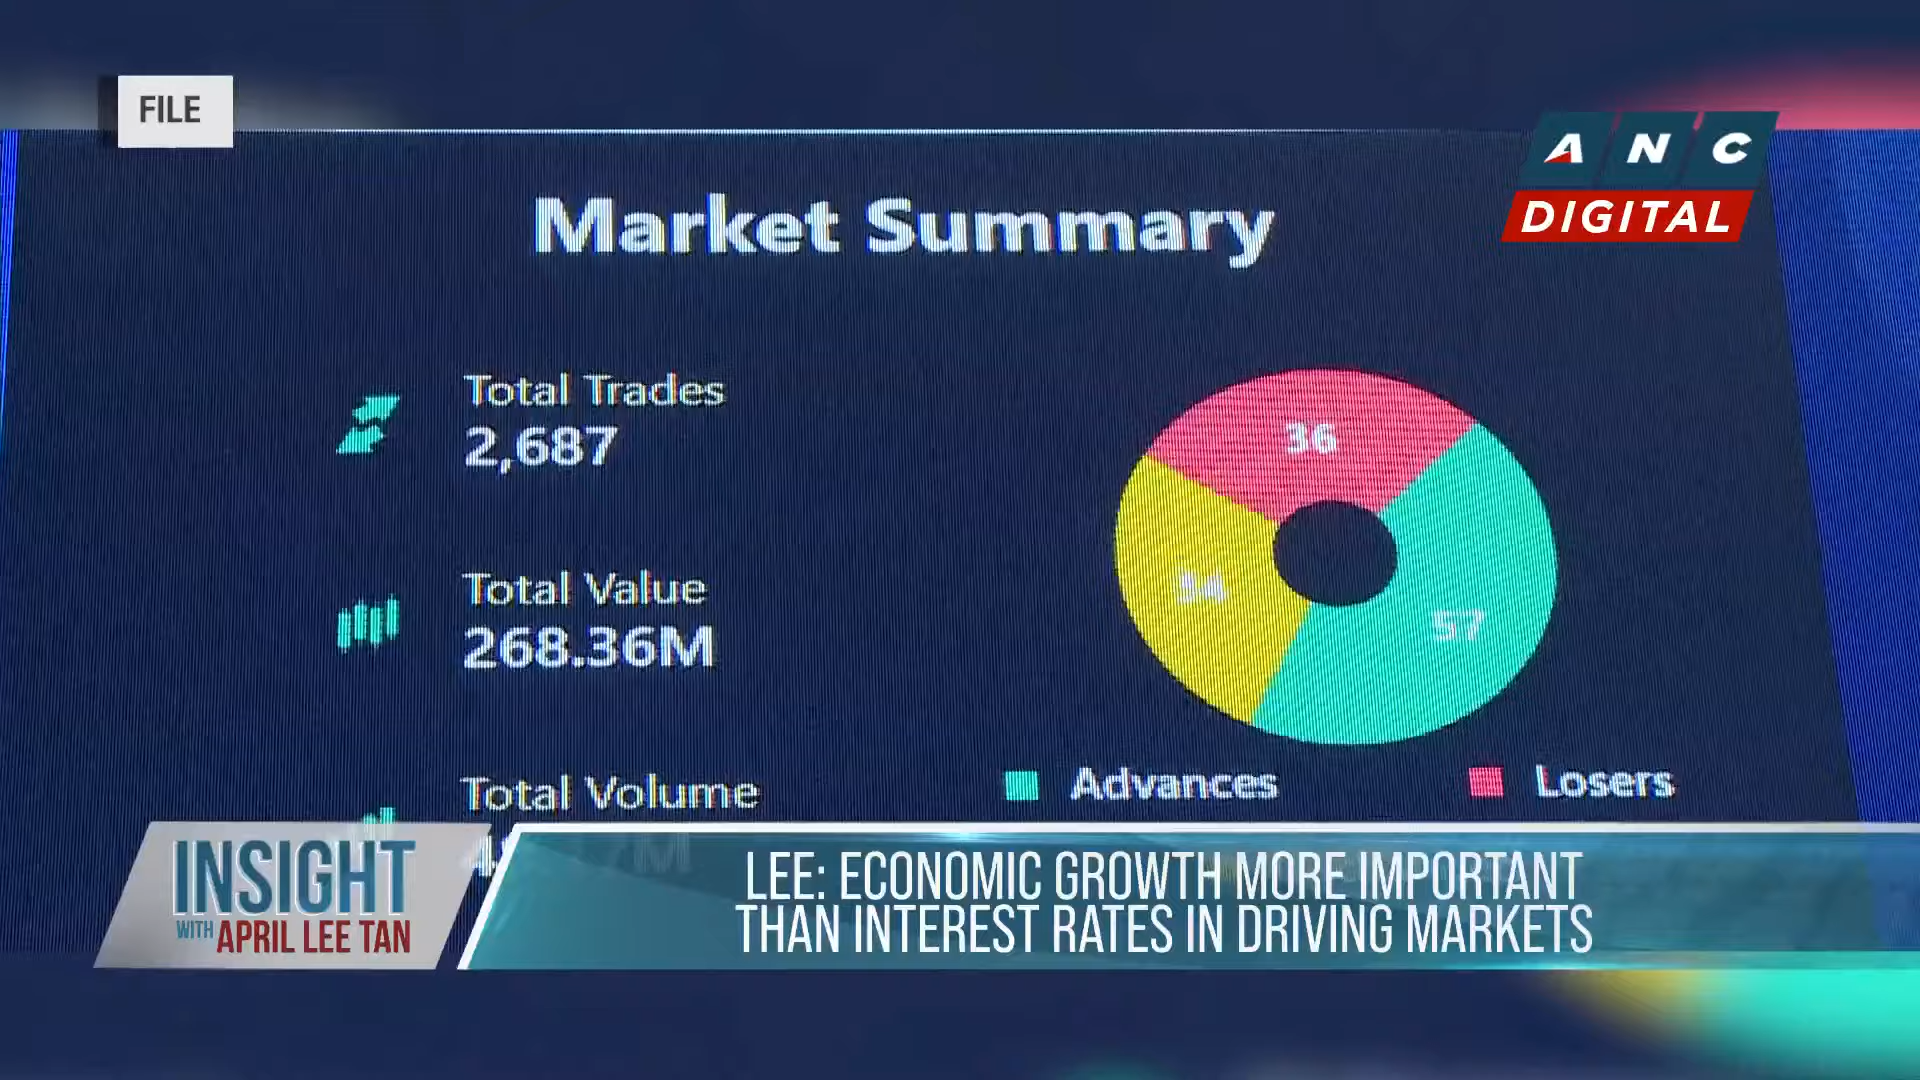 FILE
ANC
DIGITAL
Market Summary
Total Trades
2,687
36
34
57
Total Value
268.36M
Total Volume
Advances
Losers
INSIGHT
WITH APRIL LEE TAN
LEE: ECONOMIC GROWTH MORE IMPORTANT
THAN INTEREST RATES IN DRIVING MARKETS